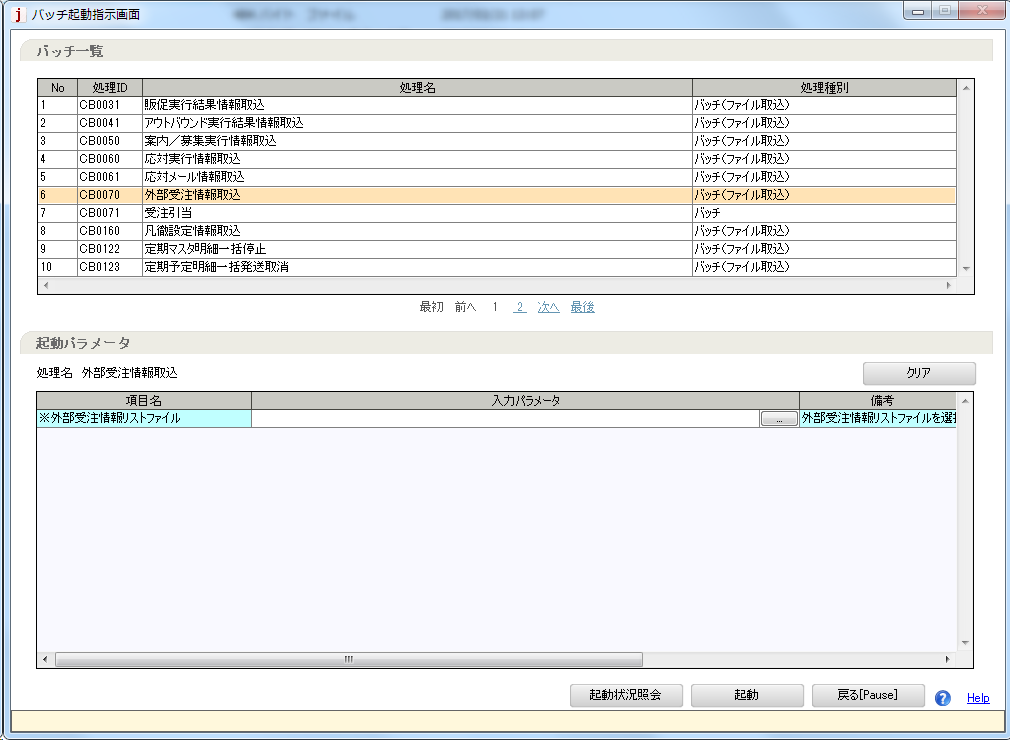 バッチ起動指示画面
バッチ一覧
No 処理ID 処理名 処理種別
1 CB0031 販促実行結果情報取込 バッチ(ファイル取込)
2 CB0041 アウトバウンド実行結果情報取込 バッチ(ファイル取込)
3 CB0050 案内/募集実行情報取込 バッチ(ファイル取込)
4 CB0060 応対実行情報取込 バッチ(ファイル取込)
5 CB0061 応対メール情報取込 バッチ(ファイル取込)
6 CB0070 外部受注情報取込 バッチ(ファイル取込)
7 CB0071 受注引当 バッチ
8 CB0160 凡徹設定情報取込 バッチ(ファイル取込)
9 CB0122 定期マスタ明細一括停止 バッチ(ファイル取込)
10 CB0123 定期予定明細一括発送取消 バッチ(ファイル取込)
最初 前へ 1 2 次へ 最後
起動パラメータ
処理名 外部受注情報取込 クリア
項目名 入力パラメータ 備考
※外部受注情報リストファイル ... 外部受注情報リストファイルを選択
起動状況照会 起動 戻る[Pause] ? Help